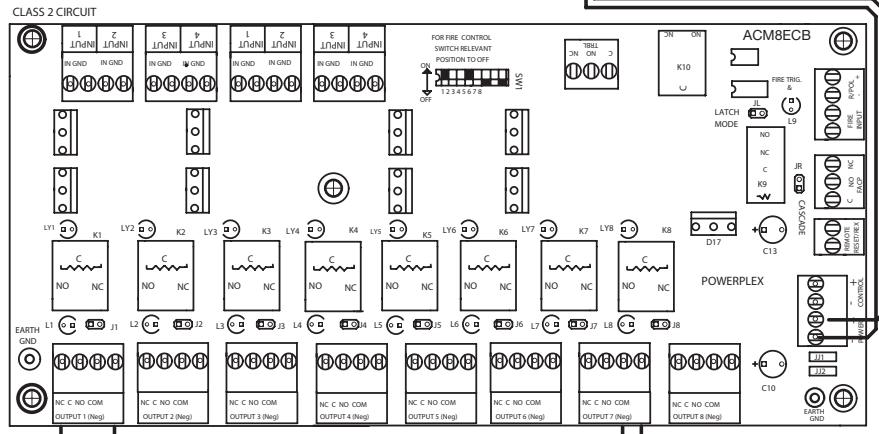 CLASS 2 CIRCUIT
1 INPUT 2 INPUT
3 INPUT 4 INPUT
1 INPUT 2 INPUT
3 INPUT 4 INPUT
IN GND IN GND
IN GND IN GND
IN GND IN GND
IN GND IN GND
FOR FIRE CONTROL
SWITCH RELEVANT
POSITION TO OFF
ON
OFF
1 2 3 4 5 6 7 8
SW1
TRBL
NC NO C
NC NO
K10
C
ACM8ECB
FIRE TRIG.
&
L9
JL
LATCH
MODE
NO
NC
C
K9
JR
CASCADE
+ - R/POL
FIRE INPUT
NC NO C
FACP
REMOTE
RESET/REX
D17
+
C13
POWERPLEX
LY1 K1
LY2 K2
LY3 K3
LY4 K4
LY5 K5
LY6 K6
LY7 K7
LY8 K8
C
NO NC
C
NO NC
C
NO NC
C
NO NC
C
NO NC
C
NO NC
C
NO NC
C
NO NC
+ - CONTROL
+ - POWER
L1 J1
L2 J2
L3 J3
L4 J4
L5 J5
L6 J6
L7 J7
L8 J8
EARTH
GND
JJ1
JJ2
+
C10
NC C NO COM
OUTPUT 1 (Neg)
NC C NO COM
OUTPUT 2 (Neg)
NC C NO COM
OUTPUT 3 (Neg)
NC C NO COM
OUTPUT 4 (Neg)
NC C NO COM
OUTPUT 5 (Neg)
NC C NO COM
OUTPUT 6 (Neg)
NC C NO COM
OUTPUT 7 (Neg)
NC C NO COM
OUTPUT 8 (Neg)
EARTH
GND